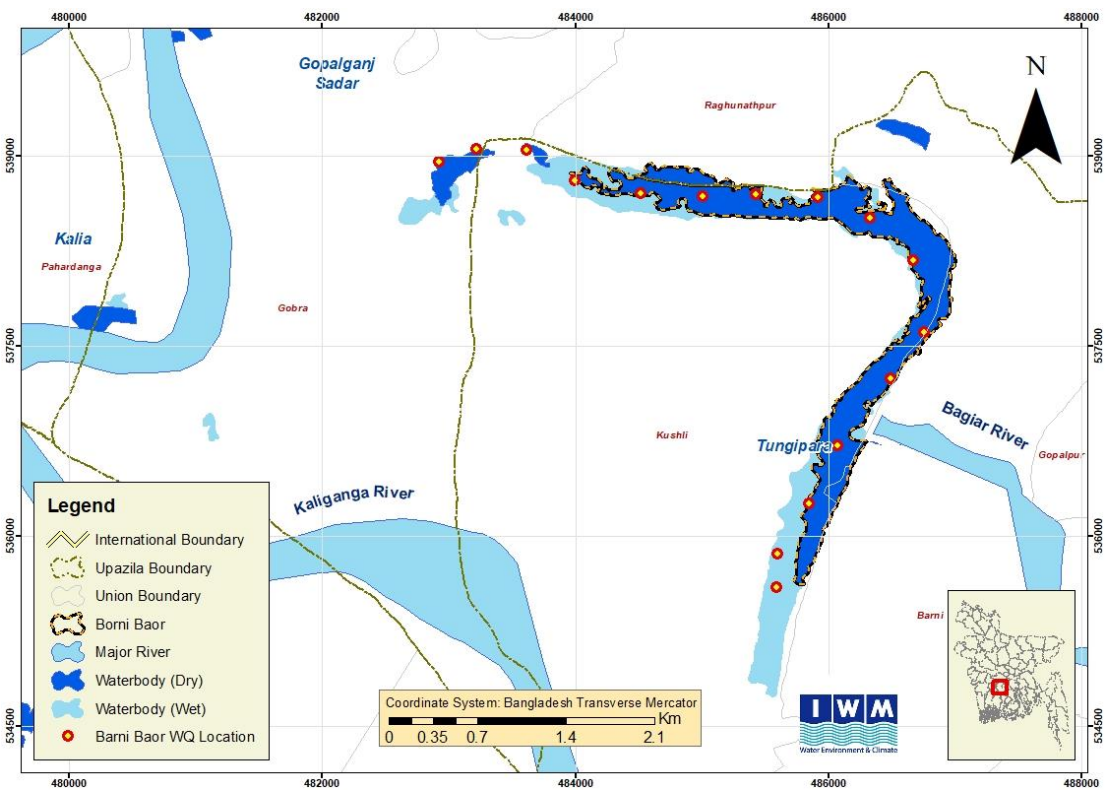 480000
482000
484000
486000
488000
539000
537500
536000
534500
539000
537500
536000
534500
Gopalganj
Sadar
Raghunathpur
N
Kalia
Pahardanga
Gobra
Kushli
Tungipara
Bagiar River
Gopalpur
Kaliganga River
Barni
Legend
International Boundary
Upazila Boundary
Union Boundary
Borni Baor
Major River
Waterbody (Dry)
Waterbody (Wet)
Barni Baor WQ Location
Coordinate System: Bangladesh Transverse Mercator
Km
0 0.35 0.7 1.4 2.1
IWM
Water Environment & Climate
480000
482000
484000
486000
488000